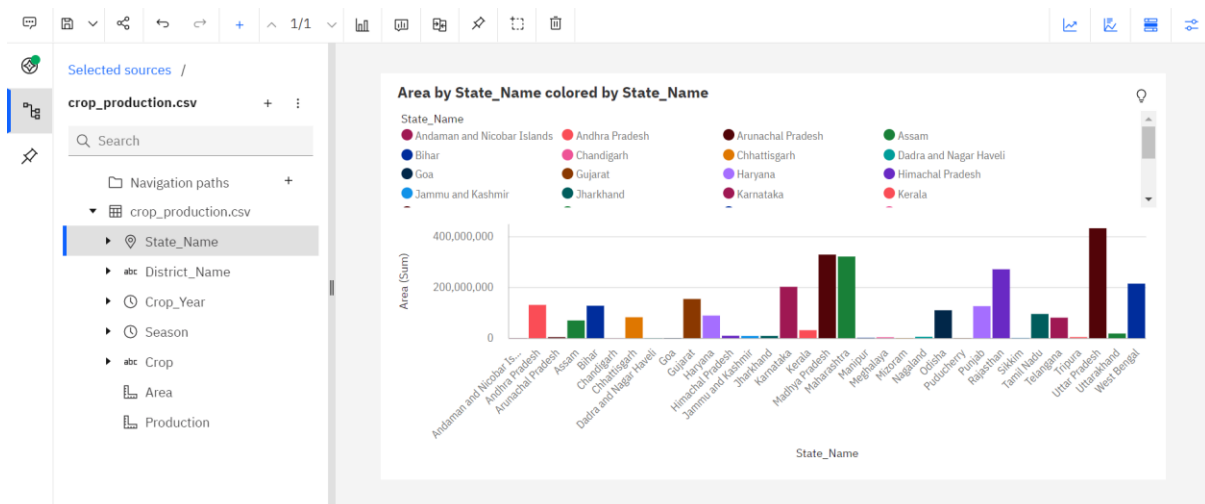 1/1
Selected sources /
crop_production.csv
Search
Navigation paths
crop_production.csv
State_Name
abc District_Name
Crop_Year
Season
abc Crop
Area
Production
Area by State_Name colored by State_Name
State_Name
Andaman and Nicobar Islands Andhra Pradesh Arunachal Pradesh Assam
Bihar Chandigarh Chhattisgarh Dadra and Nagar Haveli
Goa Gujarat Haryana Himachal Pradesh
Jammu and Kashmir Jharkhand Karnataka Kerala
Area (Sum)
400,000,000
200,000,000
0
Andaman and Nicobar Is...
Andhra Pradesh
Arunachal Pradesh
Assam
Bihar
Chandigarh
Chhattisgarh
Dadra and Nagar Haveli
Goa
Gujarat
Haryana
Himachal Pradesh
Jammu and Kashmir
Jharkhand
Karnataka
Kerala
Madhya Pradesh
Maharashtra
Manipur
Meghalaya
Mizoram
Nagaland
Odisha
Puducherry
Punjab
Rajasthan
Sikkim
Tamil Nadu
Telangana
Tripura
Uttar Pradesh
Uttarakhand
West Bengal
State_Name